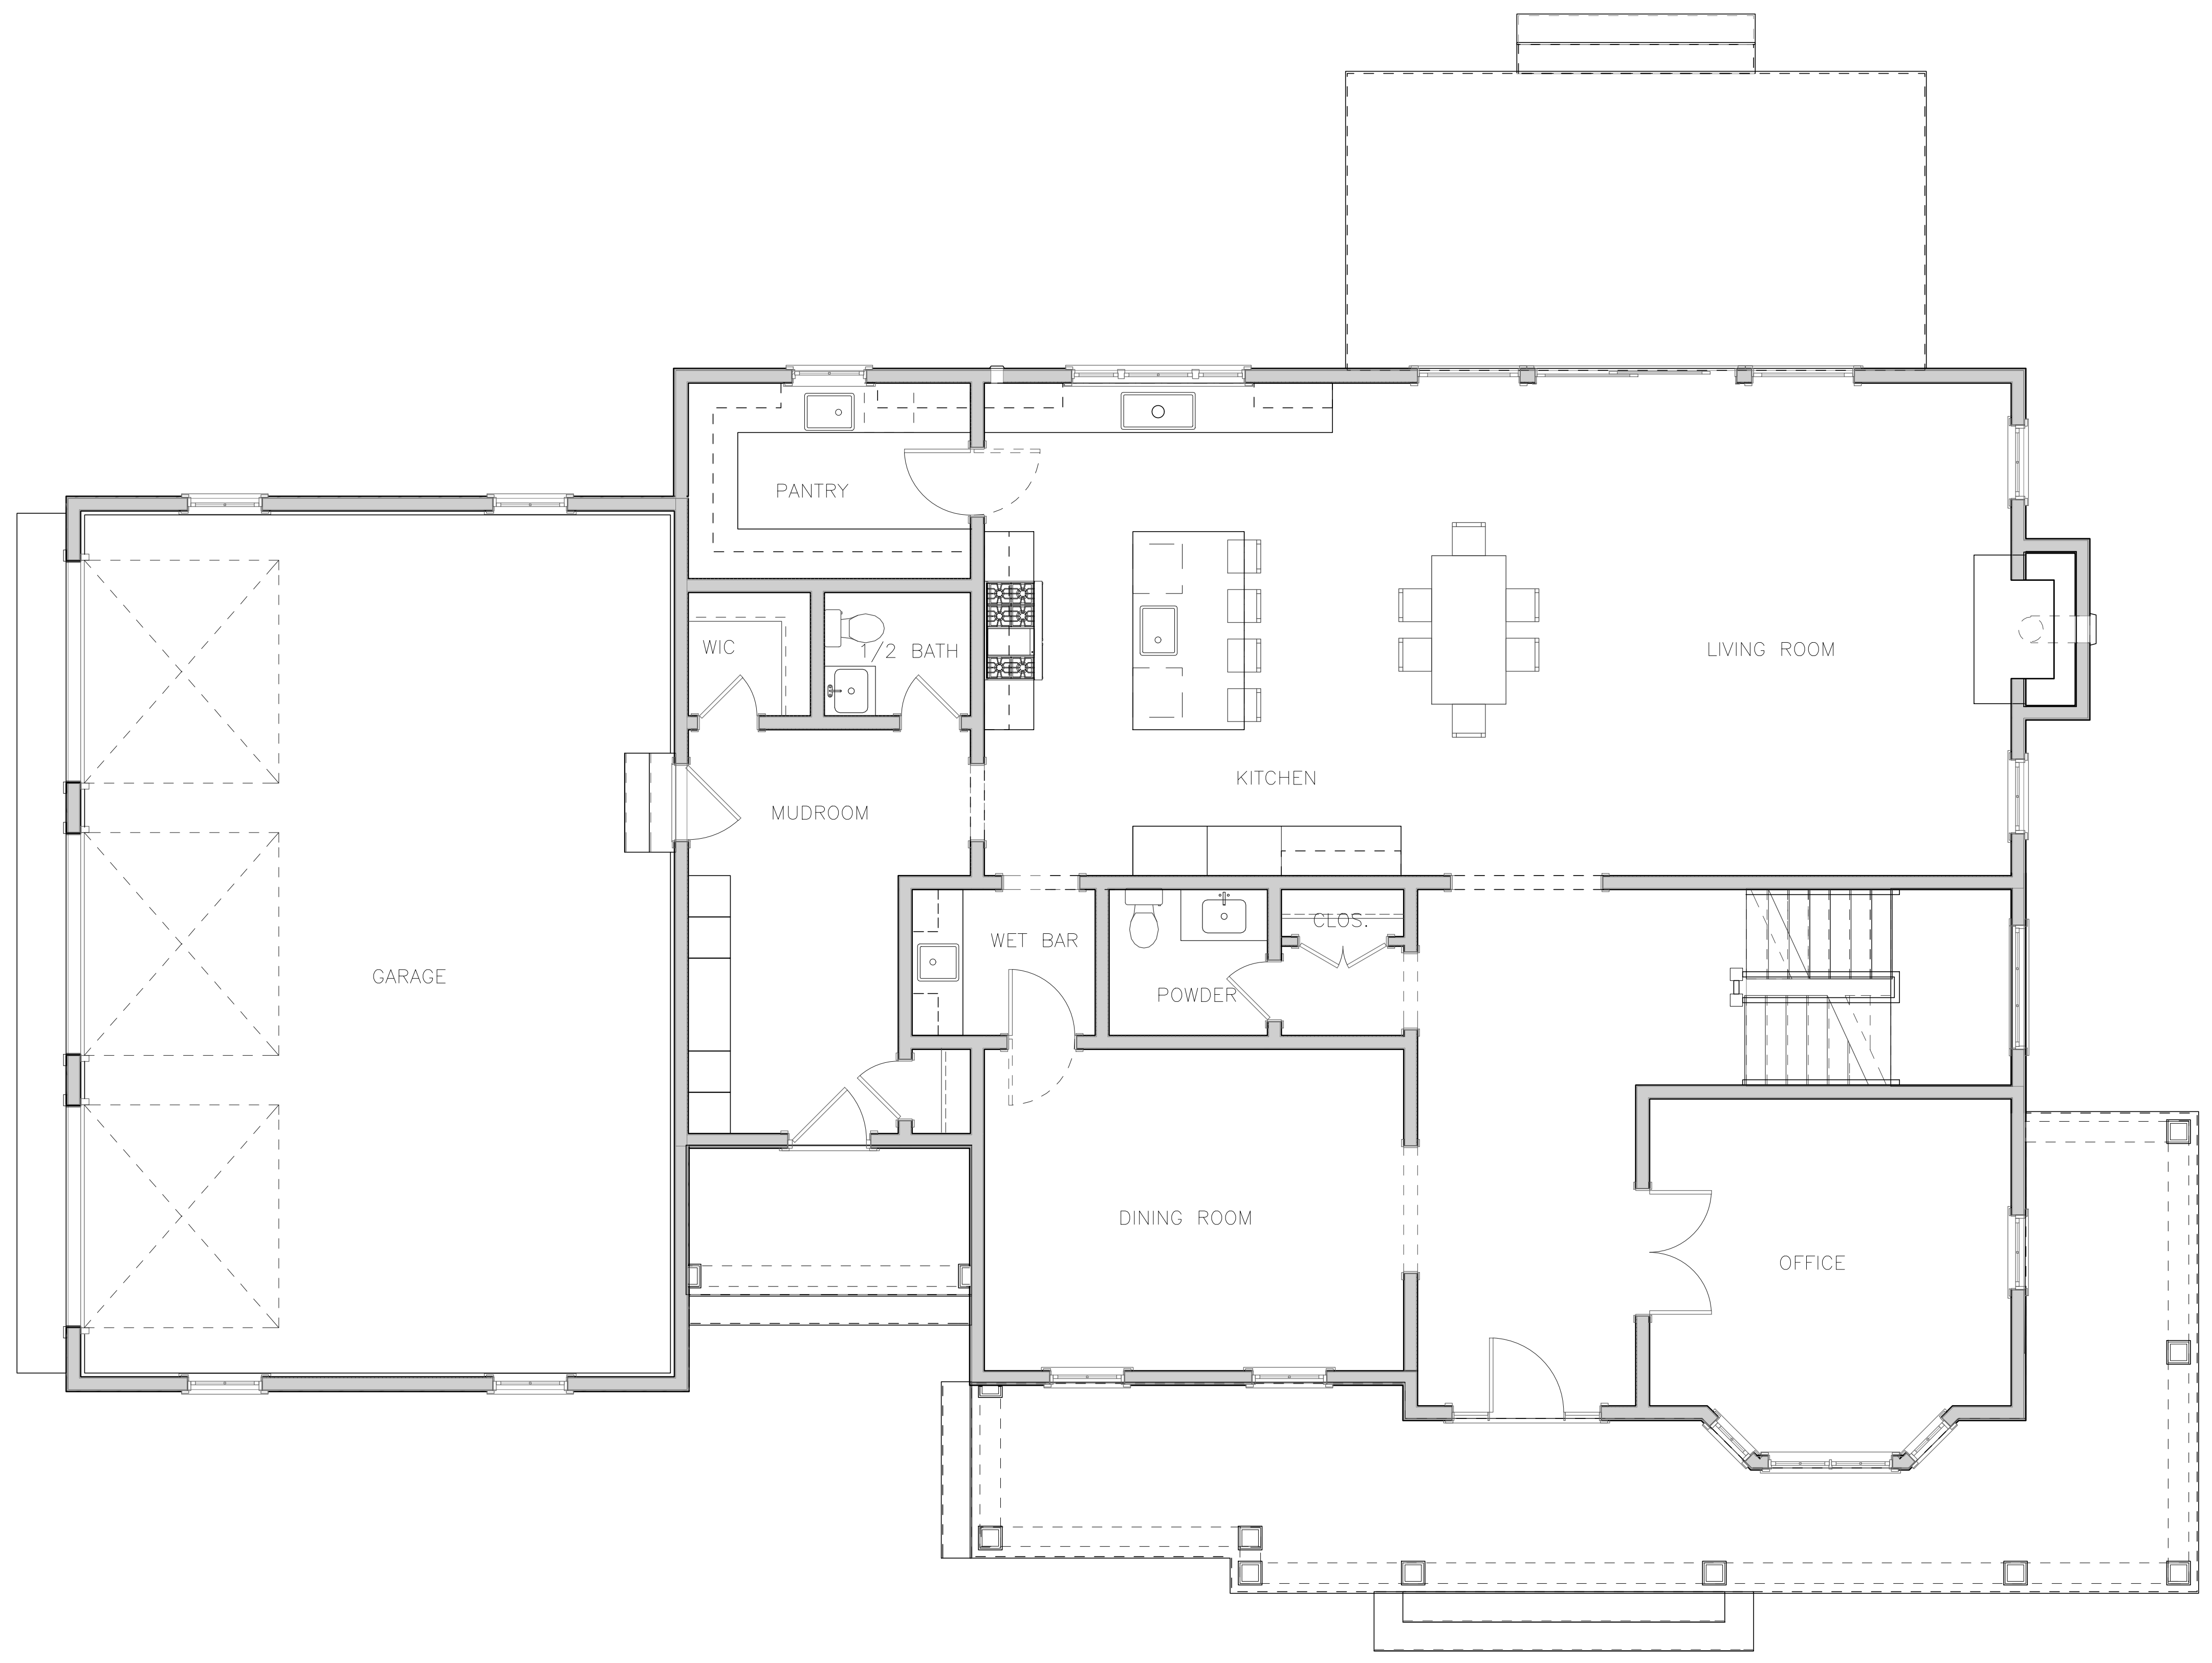 PANTRY
WIC
1/2 BATH
LIVING ROOM
KITCHEN
MUDROOM
CLOS.
WET BAR
GARAGE
POWDER
DINING ROOM
OFFICE